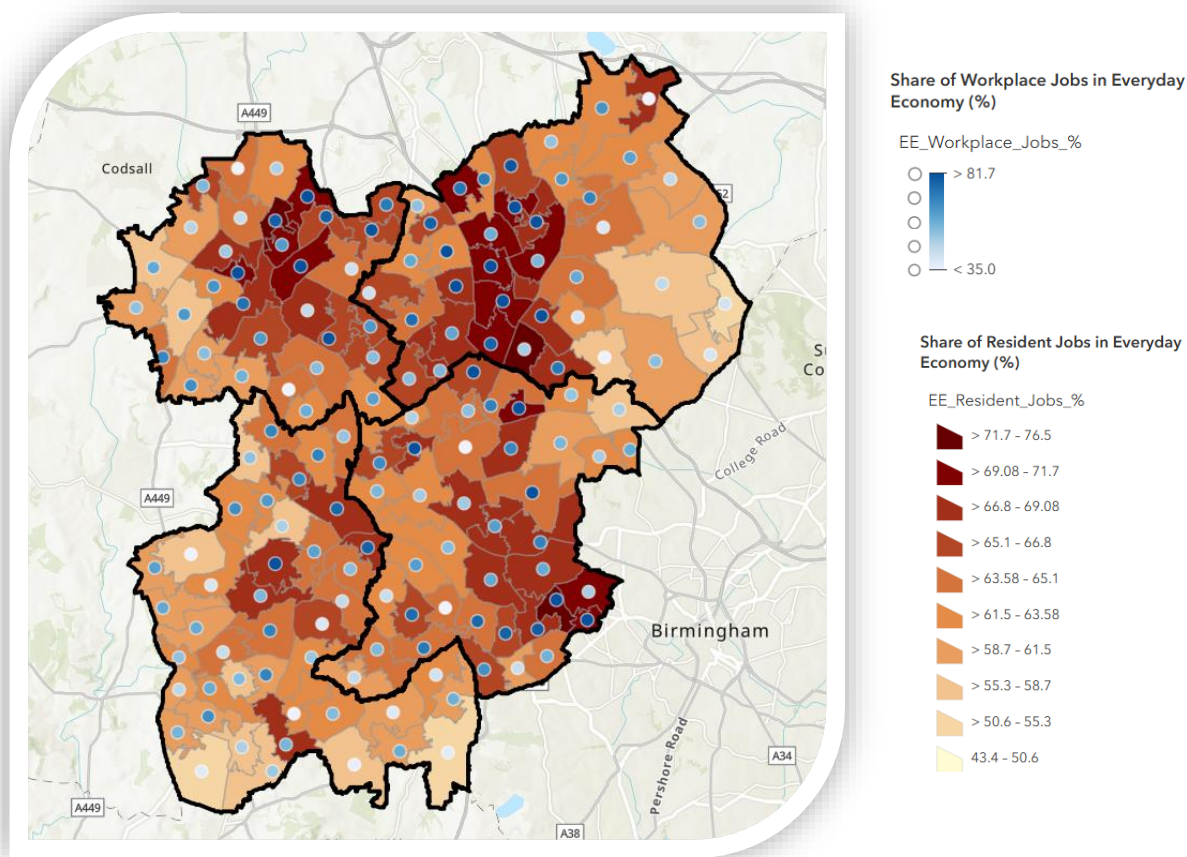 A449
Codsall
52
Su
Co
College Road
A449
Birmingham
Pershore Road
A34
A449
A38
Share of Workplace Jobs in Everyday
Economy (%)
EE_Workplace_Jobs_%
> 81.7
< 35.0
Share of Resident Jobs in Everyday
Economy (%)
EE_Resident_Jobs_%
> 71.7 - 76.5
> 69.08 - 71.7
> 66.8 - 69.08
> 65.1 - 66.8
> 63.58 - 65.1
> 61.5 - 63.58
> 58.7 - 61.5
> 55.3 - 58.7
> 50.6 - 55.3
43.4 - 50.6